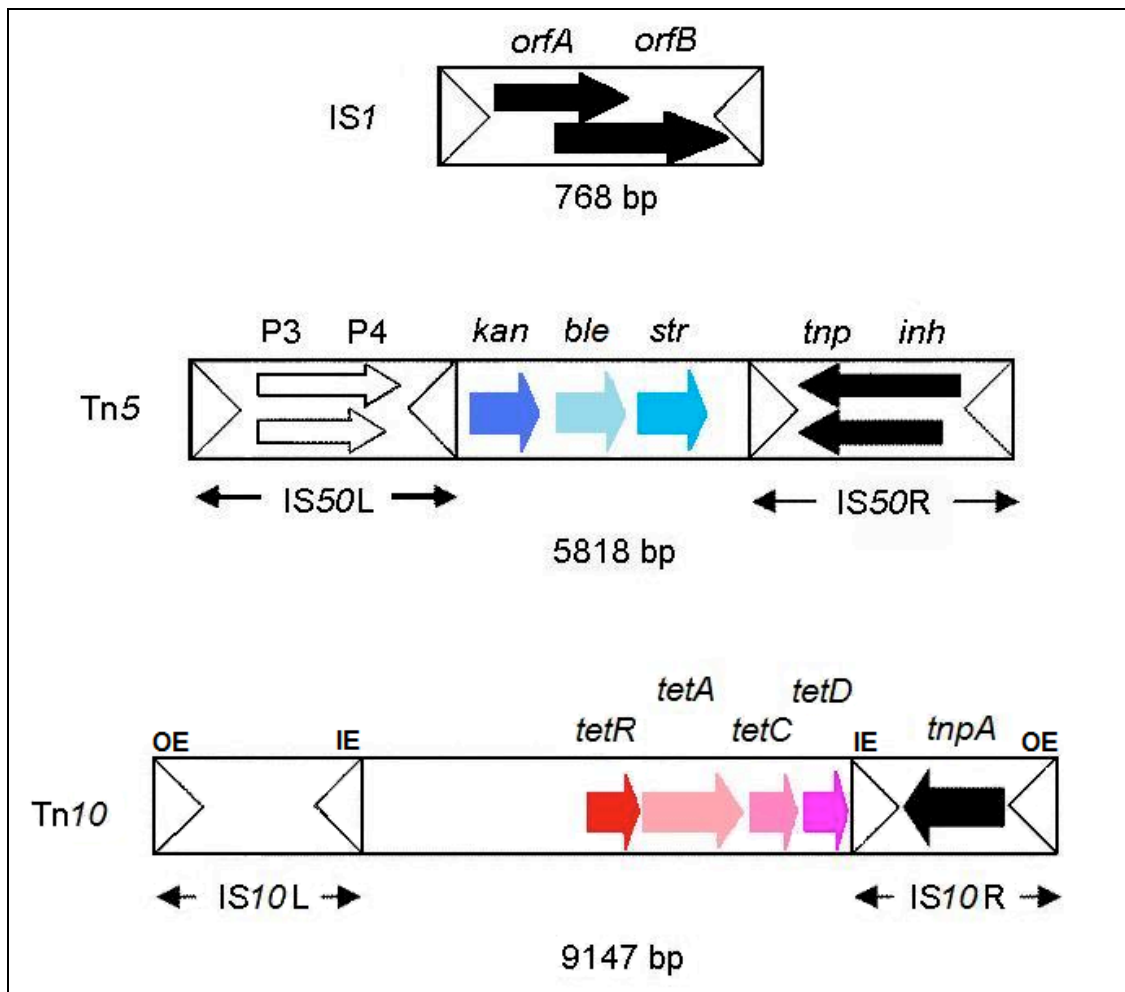 orfA orfB
IS1
768 bp
P3 P4 kan ble str tnp inh
Tn5
IS50L IS50R
5818 bp
tetA tetD
OE IE tetR tetC IE tnpA OE
Tn10
IS10L IS10R
9147 bp